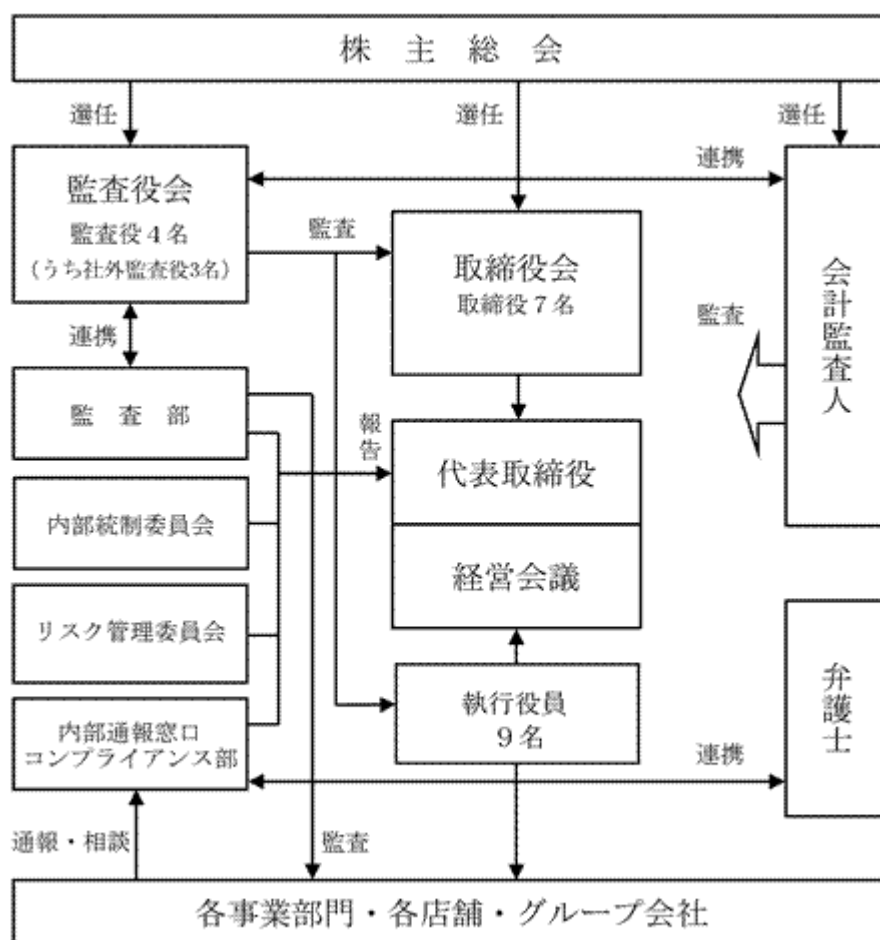 株主総会
選任
選任
選任
監査役会
監査役4名
(うち社外監査役3名)
連携
監査
取締役会
取締役7名
会計監査人
監査
連携
監査部
報告
代表取締役
内部統制委員会
経営会議
リスク管理委員会
執行役員
9名
弁護士
内部通報窓口
コンプライアンス部
連携
通報・相談
監査
各事業部門・各店舗・グループ会社